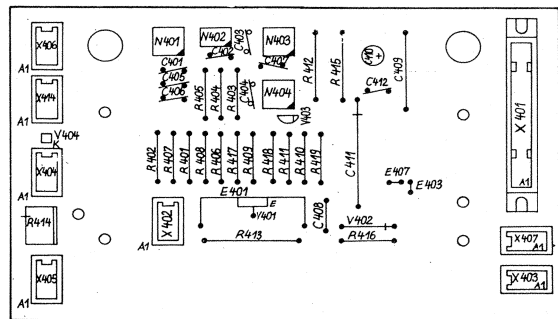 X406
A1
X414
A1
V404
K
X404
A1
R414
X405
A1
N401
N402
C403
N403
C401
C402
C407
C405
C406
R405
R404
R403
C404
N404
V403
R412
R415
C410
+
C409
C412
R402
R407
R401
R408
R406
R417
R409
R418
R411
R410
R419
C411
E407
E403
E401
E
V401
X402
A1
R413
C408
V402
R416
X401
A1
X407
A1
X403
A1